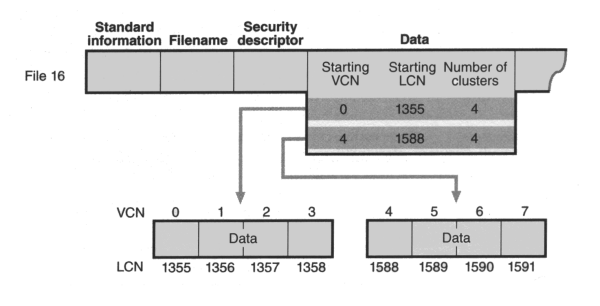 Standard information Filename Security descriptor Data
File 16
Starting VCN Starting LCN Number of clusters
0 1355 4
4 1588 4
VCN 0 1 2 3 4 5 6 7
Data Data
LCN 1355 1356 1357 1358 1588 1589 1590 1591